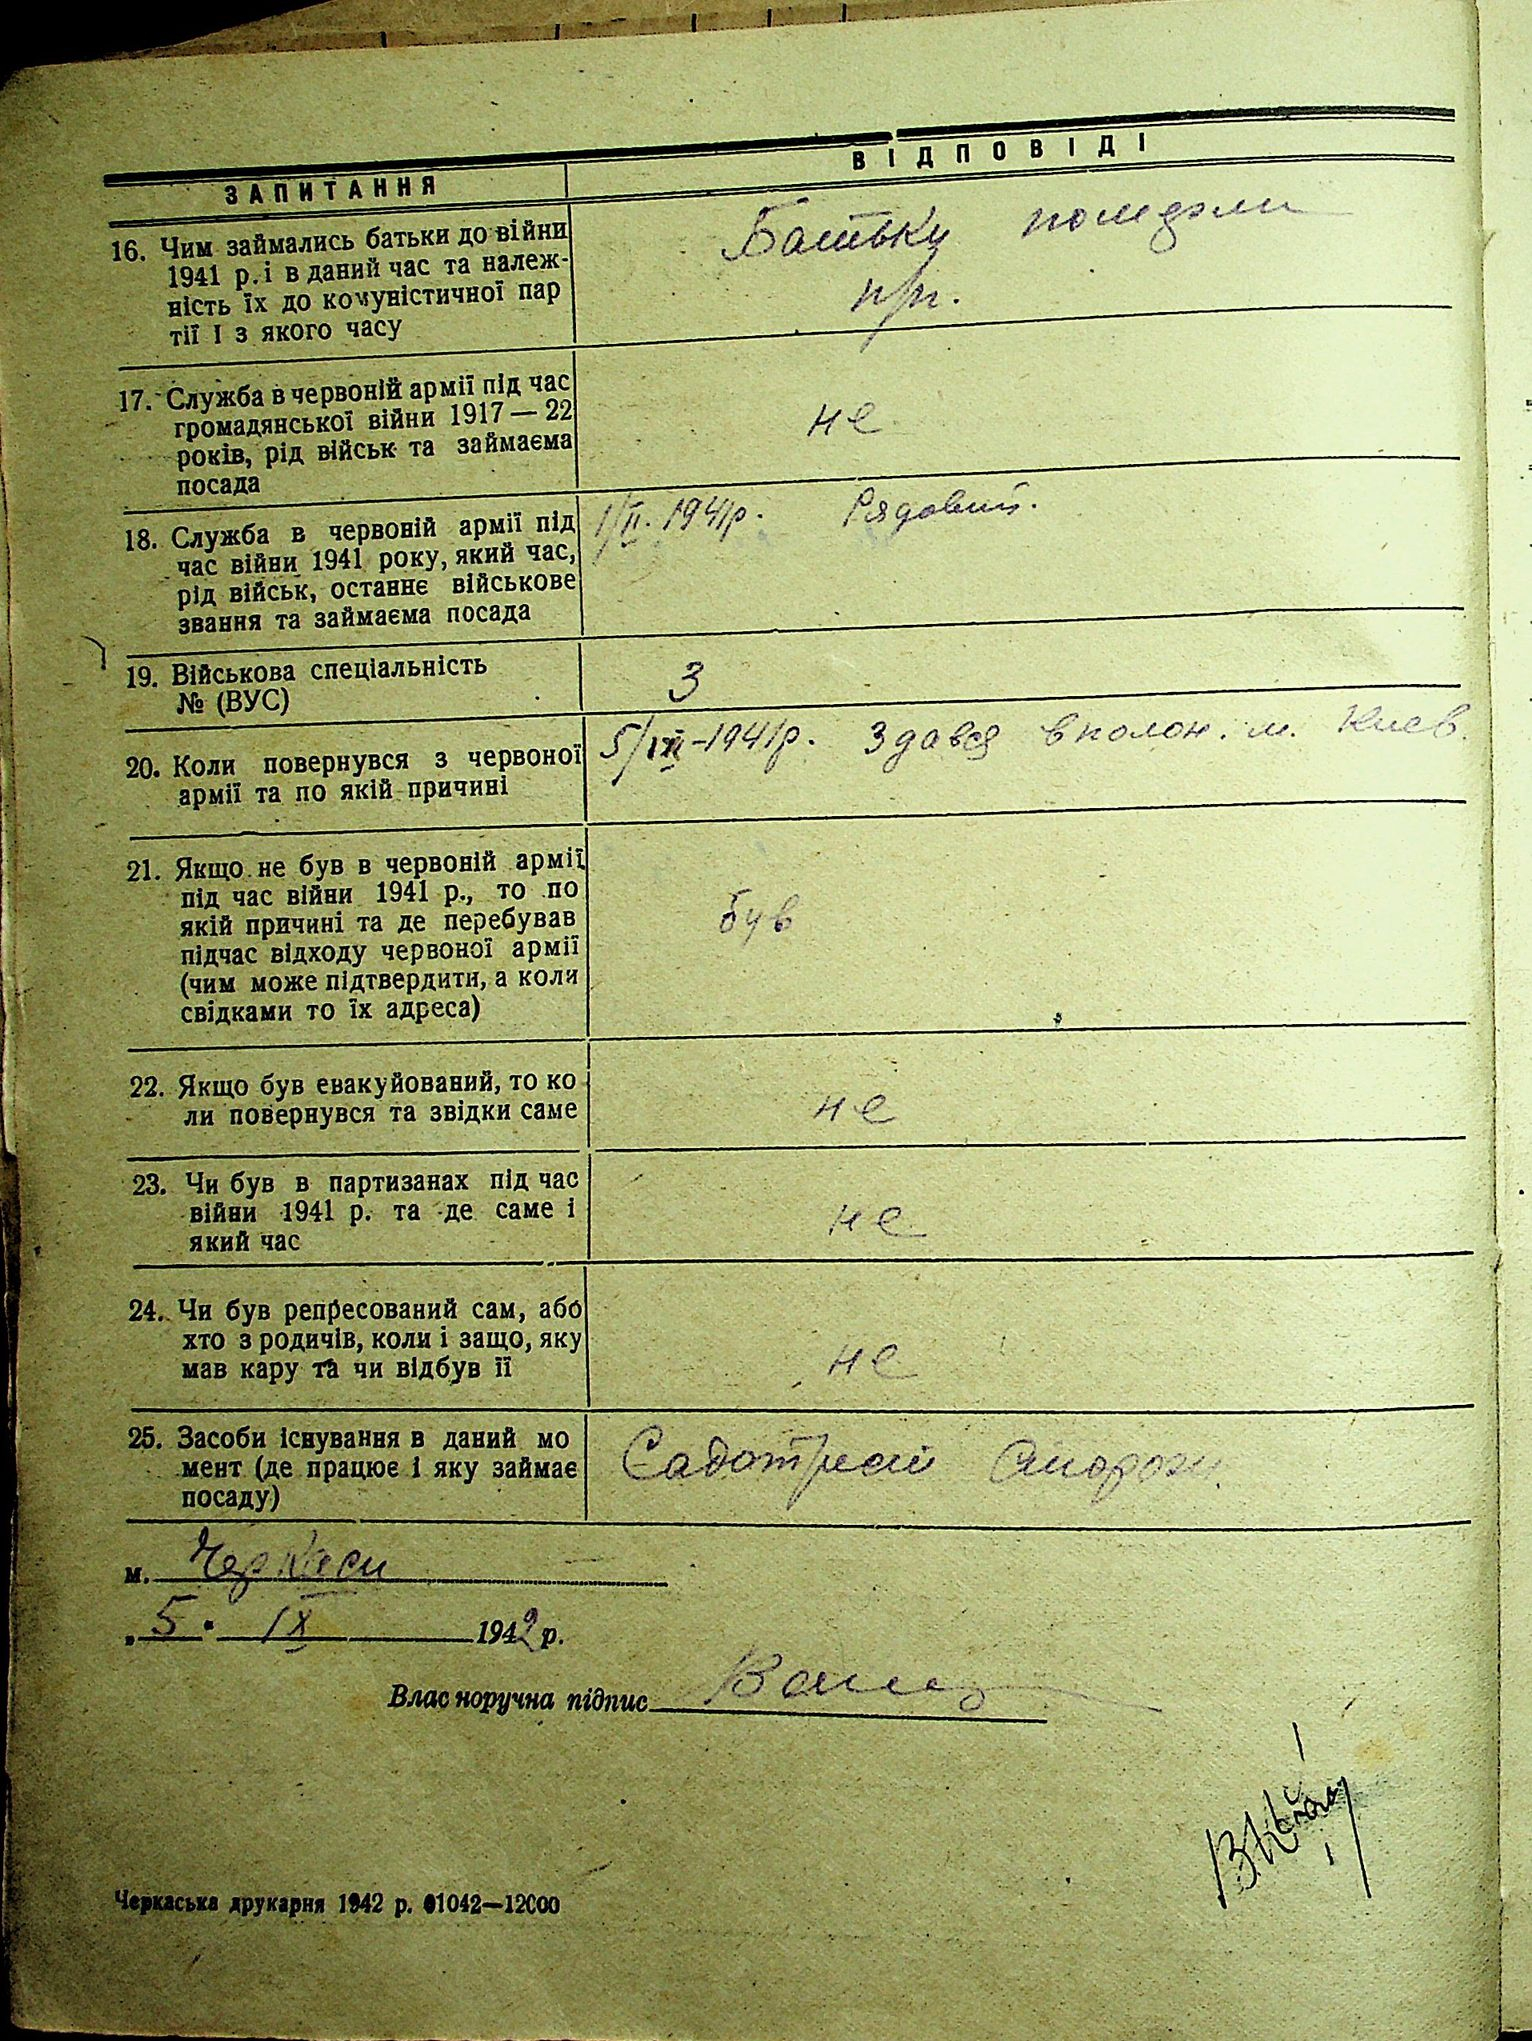 ЗАПИТАННЯ
ВІДПОВІДІ
16. Чим займались батьки до війни
1941 р. і в даний час та належ-
ність їх до комуністичної пар
тії І з якого часу
Батьки померли
б/п.
17. Служба в червоній армії під час
громадянської війни 1917 — 22
років, рід військ та займаєма
посада
не
18. Служба в червоній армії під
час війни 1941 року, який час,
рід військ, останнє військове
звання та займаєма посада
1941р. Рядовий.
19. Військова спеціальність
№ (ВУС)
3
20. Коли повернувся з червоної
армії та по якій причині
1941р. Здався в полон. м. Киев.
21. Якщо не був в червоній армії
під час війни 1941 р., то по
якій причині та де перебував
підчас відходу червоної армії
(чим може підтвердити, а коли
свідками то їх адреса)
був
22. Якщо був евакуйований, то ко
ли повернувся та звідки саме
не
23. Чи був в партизанах під час
війни 1941 р. та де саме і
який час
не
24. Чи був репресований сам, або
хто з родичів, коли і защо, яку
мав кару та чи відбув її
не
25. Засоби існування в даний мо
мент (де працює і яку займає
посаду)
Садотрест
м. Черкаси
„5" IX 1942 р.
Власноручна підпис
Черкаська друкарня 1942 р. 01042—12000